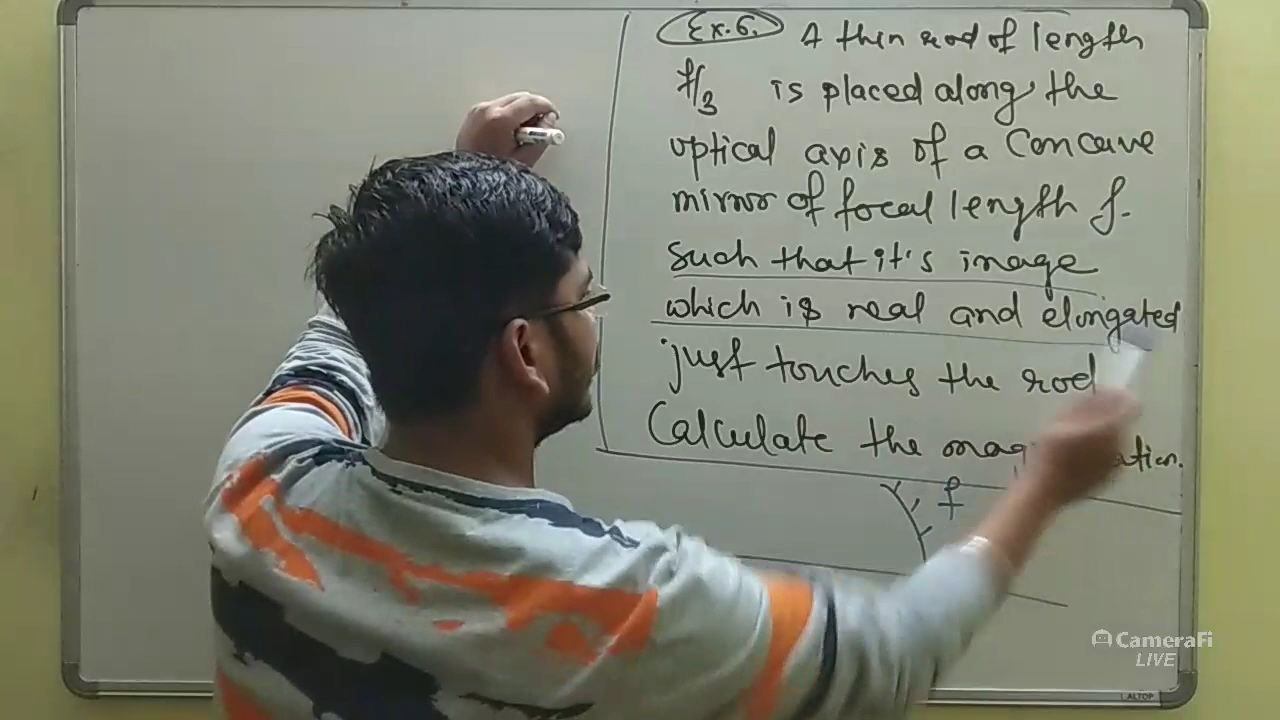 Ex.6. A thin rod of length
f/3 is placed along the
optical axis of a Concave
mirror of focal length f.
Such that it's image
which is real and elongated
just touches the rod
Calculate the
f
CameraFi
LIVE
ALTOP